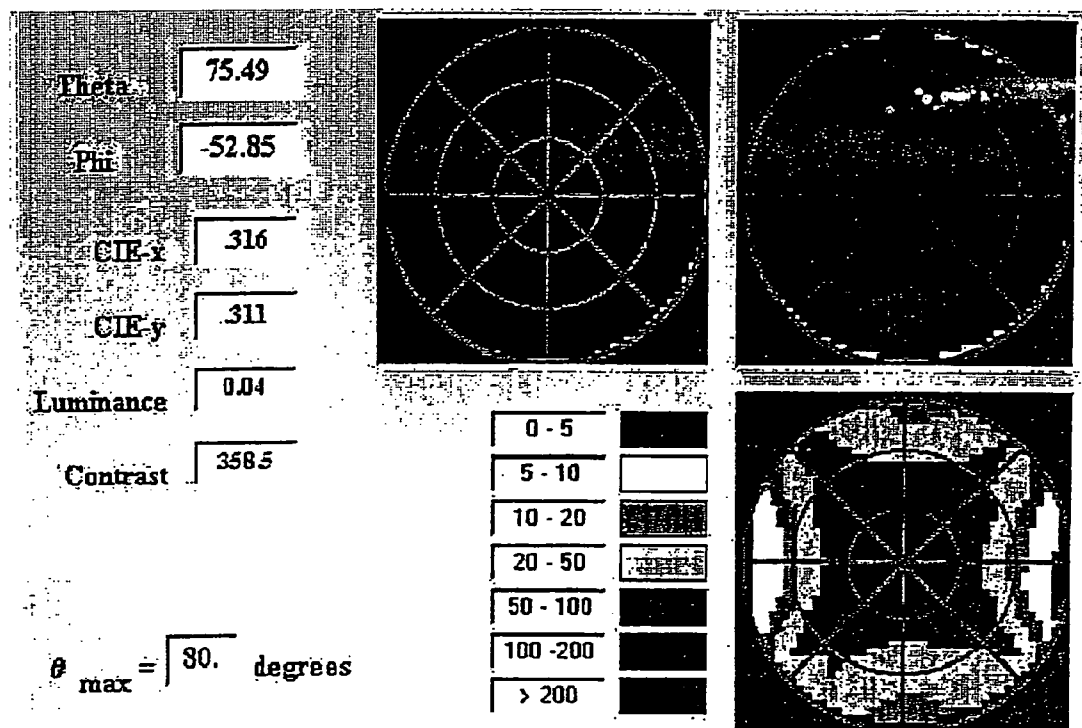 Theta 75.49
Phi -52.85
CIE-x .316
CIE-y .311
Luminance 0.04
Contrast 358.5
0 - 5
5 - 10
10 - 20
20 - 50
50 - 100
100 -200
> 200
θ max = 80. degrees